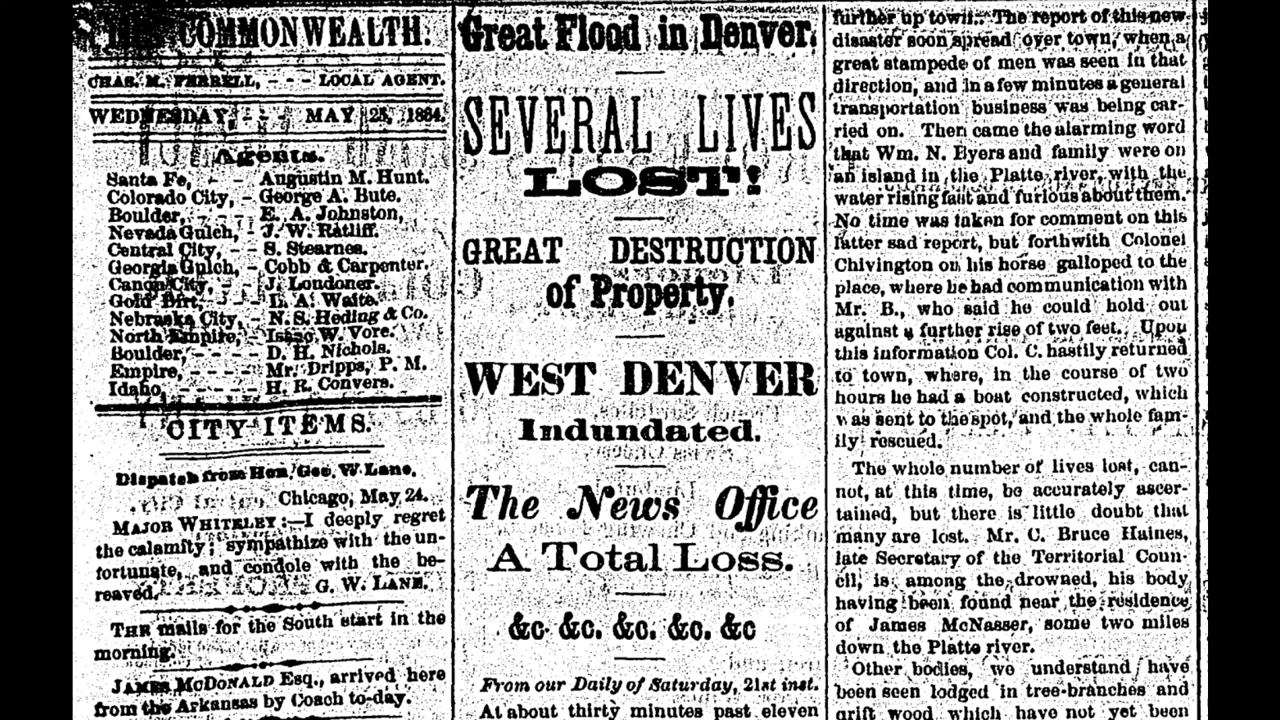 THE COMMONWEALTH.
CHAS. M. FERRELL, - - - LOCAL AGENT.
WEDNESDAY, - - - MAY 25, 1864.
Agents.
Santa Fe, - - Augustin M. Hunt.
Colorado City, - George A. Bute.
Boulder, - - - E. A. Johnston,
Nevada Gulch, - J. W. Ratliff.
Central City, - S. Stearnes.
Georgia Gulch, - Cobb & Carpenter.
Canon City, - - J. Londoner.
Gold Dirt, - - L. A. Waite.
Nebraska City, - N. S. Heding & Co.
North Empire, - Isaac W. Vore.
Boulder, - - - - D. H. Nichols.
Empire, - - - - Mr. Dripps, P. M.
Idaho, - - - - - H. R. Convers.
CITY ITEMS.
Dispatch from Hon. Geo. W. Lane.
Chicago, May 24.
MAJOR WHITELEY:—I deeply regret
the calamity; sympathize with the un-
fortunate, and condole with the be-
reaved. G. W. LANE.
THE mails for the South start in the
morning.
JAMES MCDONALD Esq., arrived here
from the Arkansas by Coach to-day.
Great Flood in Denver.
SEVERAL LIVES
LOST!
GREAT DESTRUCTION
of Property.
WEST DENVER
Indundated.
The News Office
A Total Loss.
&c &c. &c. &c. &c
From our Daily of Saturday, 21st inst.
At about thirty minutes past eleven
further up town. The report of this new
disaster soon spread over town, when a
great stampede of men was seen in that
direction, and in a few minutes a general
transportation business was being car-
ried on. Then came the alarming word
that Wm. N. Byers and family were on
an island in the Platte river, with the
water rising fast and furious about them.
No time was taken for comment on this
latter sad report, but forthwith Colonel
Chivington on his horse galloped to the
place, where he had communication with
Mr. B., who said he could hold out
against a further rise of two feet. Upon
this information Col. C. hastily returned
to town, where, in the course of two
hours he had a boat constructed, which
was sent to the spot, and the whole fam-
ily rescued.
The whole number of lives lost, can-
not, at this time, be accurately ascer-
tained, but there is little doubt that
many are lost. Mr. C. Bruce Haines,
late Secretary of the Territorial Coun-
cil, is among the drowned, his body
having been found near the residence
of James McNasser, some two miles
down the Platte river.
Other bodies, we understand have
been seen lodged in tree-branches and
drift wood which have not yet been